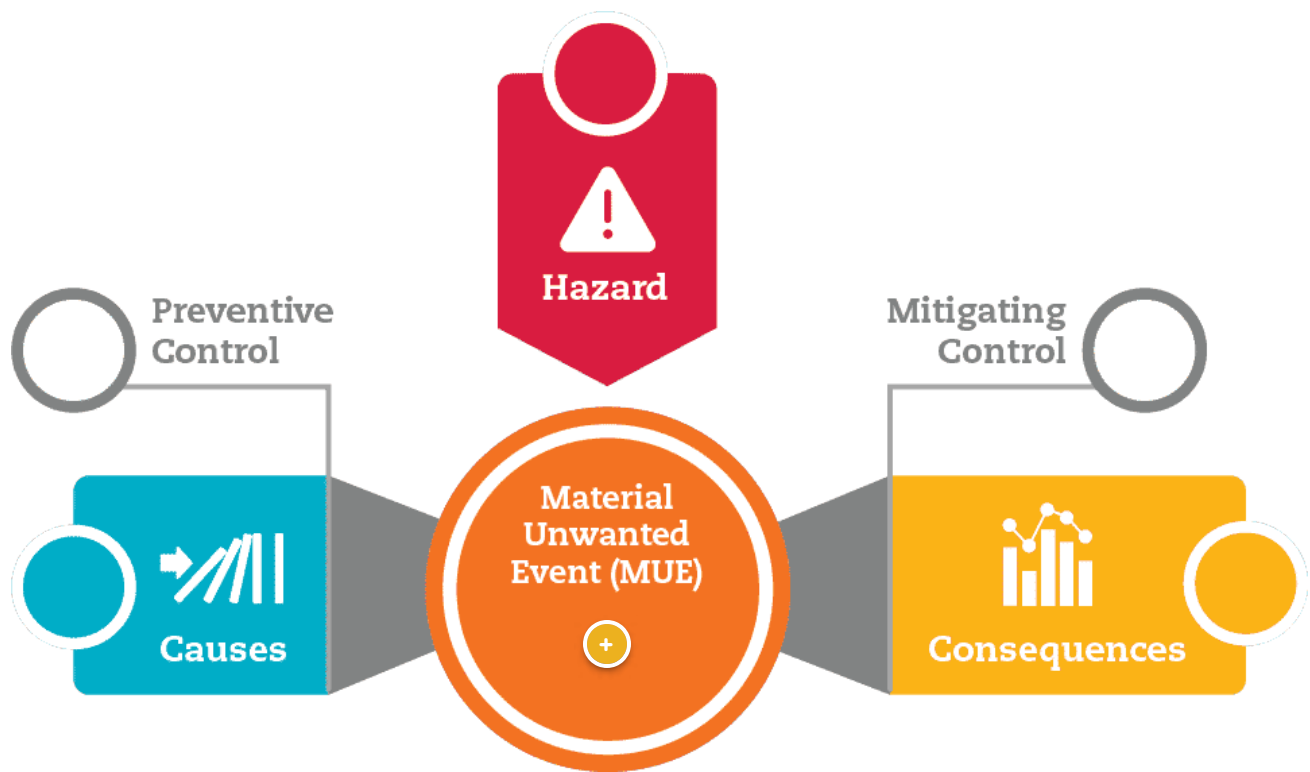 Hazard
Preventive
Control
Mitigating
Control
Material
Unwanted
Event (MUE)
+
Causes
Consequences